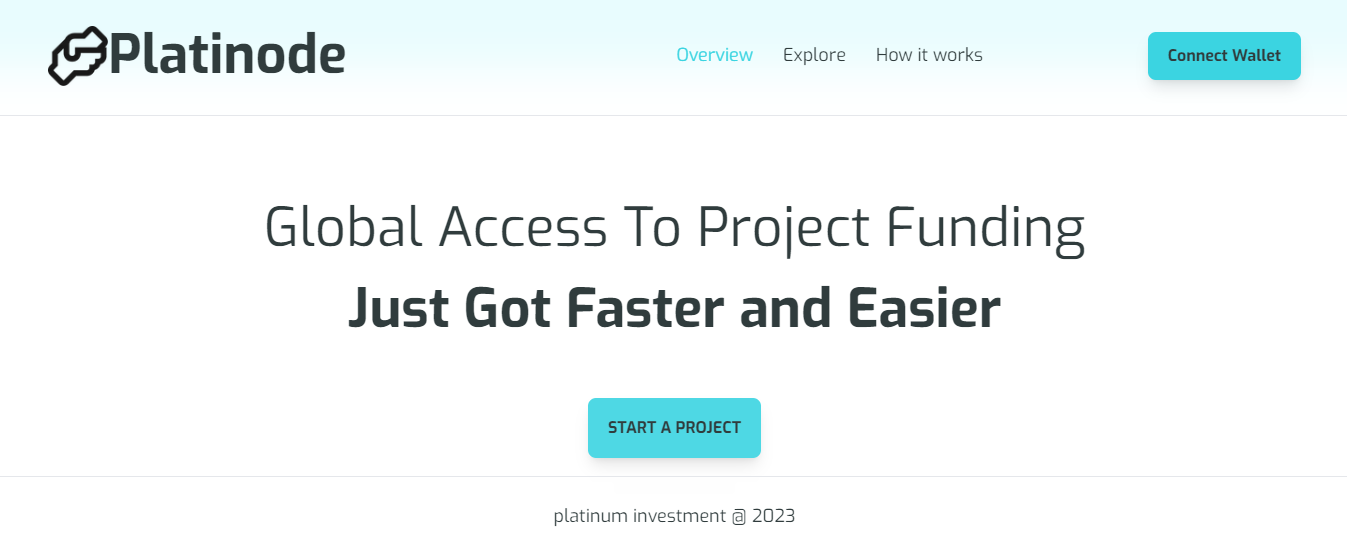 Platinode
Overview Explore How it works
Connect Wallet
Global Access To Project Funding
Just Got Faster and Easier
START A PROJECT
platinum investment @ 2023